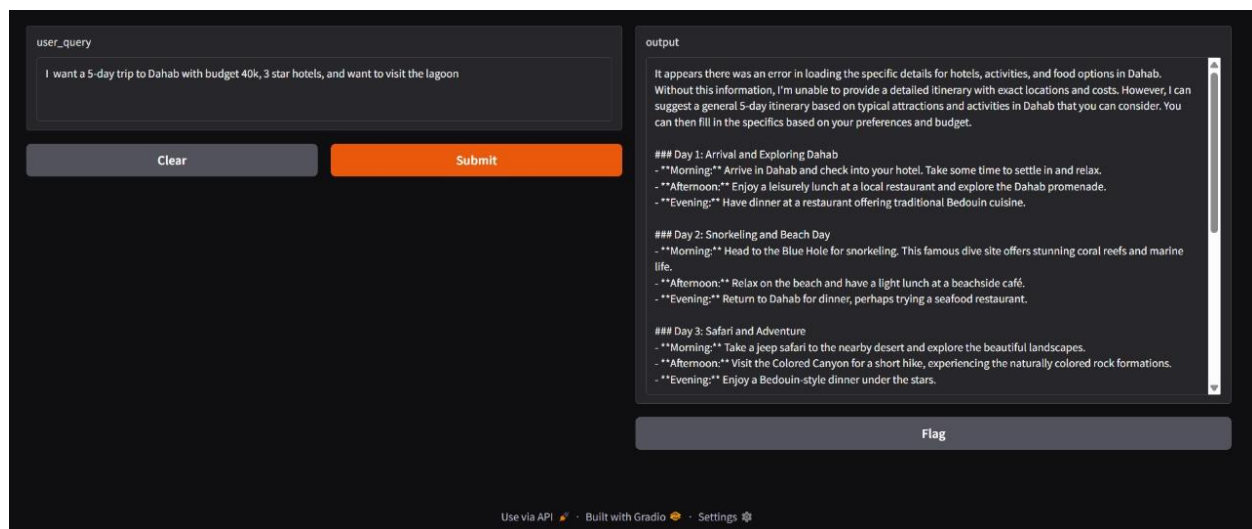 user_query
I want a 5-day trip to Dahab with budget 40k, 3 star hotels, and want to visit the lagoon
Clear
Submit
output
It appears there was an error in loading the specific details for hotels, activities, and food options in Dahab.
Without this information, I'm unable to provide a detailed itinerary with exact locations and costs. However, I can
suggest a general 5-day itinerary based on typical attractions and activities in Dahab that you can consider. You
can then fill in the specifics based on your preferences and budget.
### Day 1: Arrival and Exploring Dahab
- **Morning:** Arrive in Dahab and check into your hotel. Take some time to settle in and relax.
- **Afternoon:** Enjoy a leisurely lunch at a local restaurant and explore the Dahab promenade.
- **Evening:** Have dinner at a restaurant offering traditional Bedouin cuisine.
### Day 2: Snorkeling and Beach Day
- **Morning:** Head to the Blue Hole for snorkeling. This famous dive site offers stunning coral reefs and marine
life.
- **Afternoon:** Relax on the beach and have a light lunch at a beachside café.
- **Evening:** Return to Dahab for dinner, perhaps trying a seafood restaurant.
### Day 3: Safari and Adventure
- **Morning:** Take a jeep safari to the nearby desert and explore the beautiful landscapes.
- **Afternoon:** Visit the Colored Canyon for a short hike, experiencing the naturally colored rock formations.
- **Evening:** Enjoy a Bedouin-style dinner under the stars.
Flag
Use via API · Built with Gradio · Settings